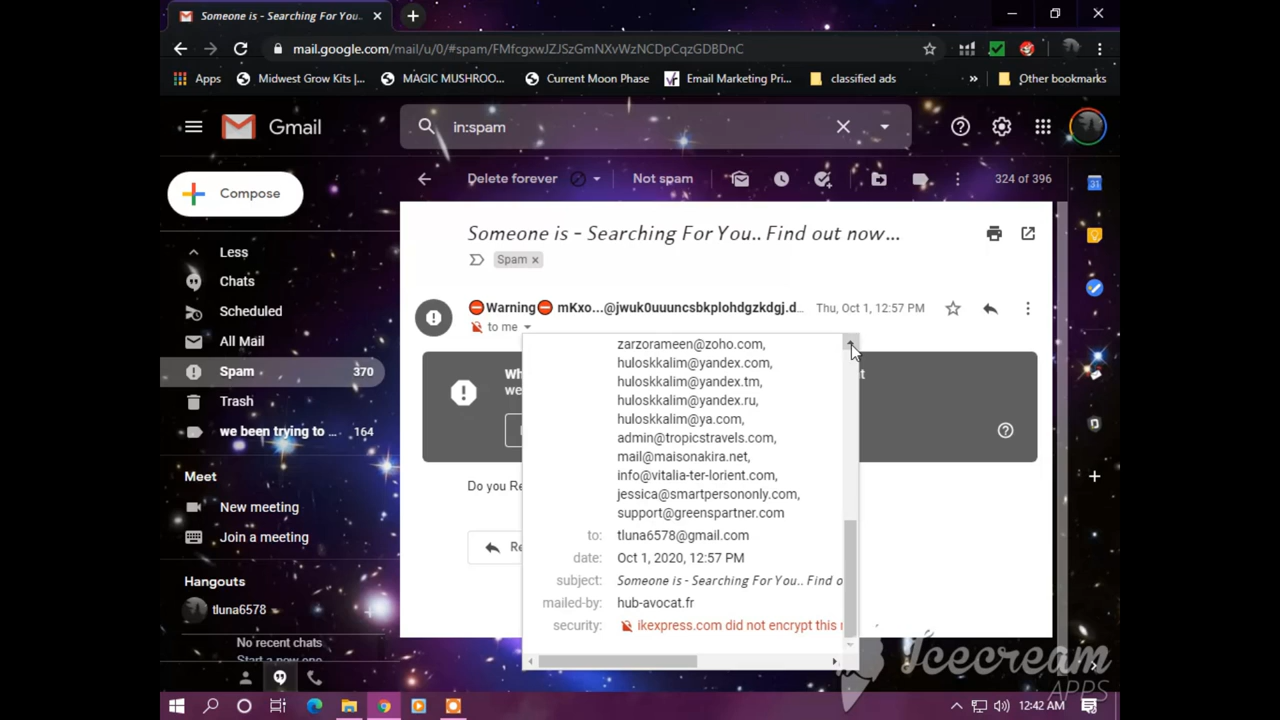 Someone is - Searching For You..
mail.google.com/mail/u/0/#spam/FMfcgxwJZJSzGmNXvWzNCDpCqzGDBDnC
Apps
Midwest Grow Kits |...
MAGIC MUSHROO...
Current Moon Phase
Email Marketing Pri...
classified ads
»
Other bookmarks
Gmail
in:spam
Compose
Delete forever
Not spam
324 of 396
Less
Chats
Scheduled
All Mail
Spam 370
Trash
we been trying to ... 164
Meet
New meeting
Join a meeting
Hangouts
tluna6578
No recent chats
Start a new one
Someone is - Searching For You.. Find out now...
Spam x
⛔Warning⛔ mKxo...@jwuk0uuuncsbkplohdgzkdgj.d... Thu, Oct 1, 12:57 PM
to me
zarzorameen@zoho.com,
huloskkalim@yandex.com,
huloskkalim@yandex.tm,
huloskkalim@yandex.ru,
huloskkalim@ya.com,
admin@tropicstravels.com,
mail@maisonakira.net,
info@vitalia-ter-lorient.com,
jessica@smartpersononly.com,
support@greenspartner.com
to: tluna6578@gmail.com
date: Oct 1, 2020, 12:57 PM
subject: Someone is - Searching For You.. Find o
mailed-by: hub-avocat.fr
security: ikexpress.com did not encrypt this
Do you Re
Icecream
APPS
12:42 AM